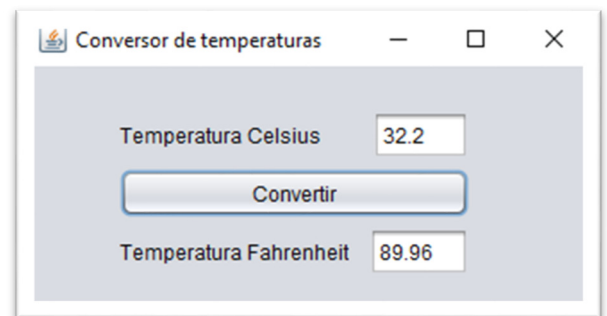 Conversor de temperaturas
Temperatura Celsius 32.2
Convertir
Temperatura Fahrenheit 89.96